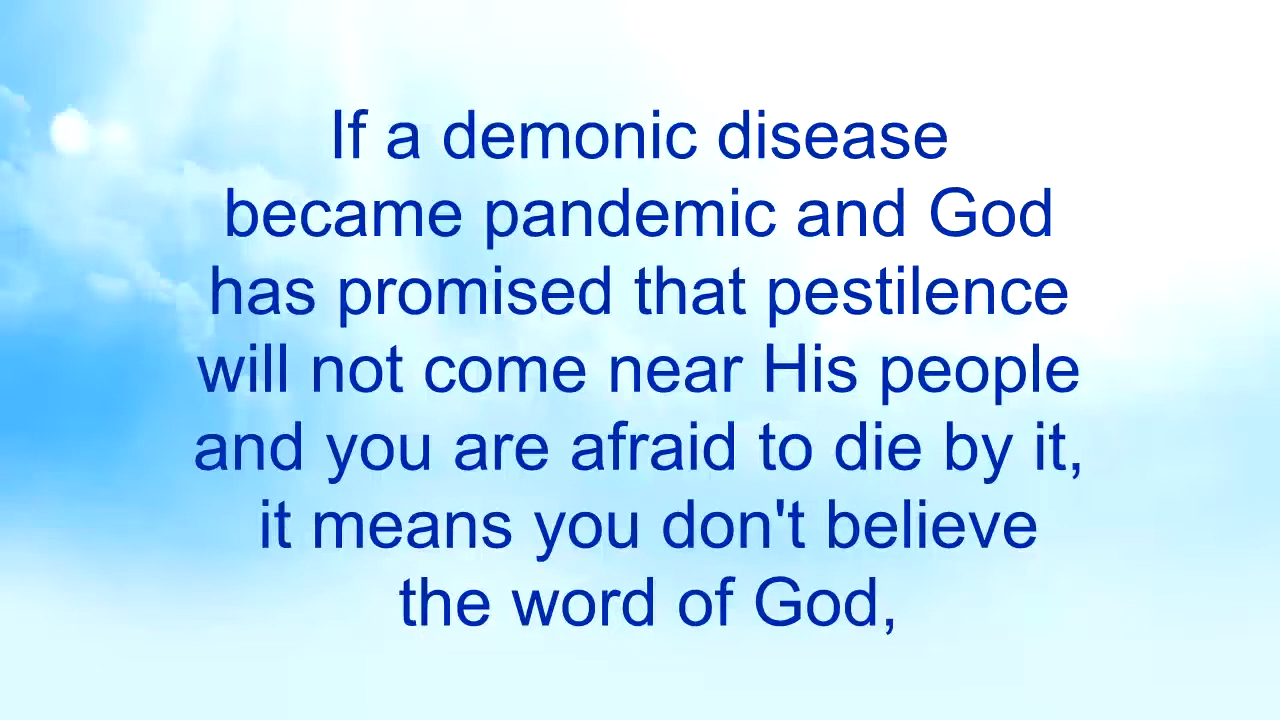 If a demonic disease
became pandemic and God
has promised that pestilence
will not come near His people
and you are afraid to die by it,
it means you don't believe
the word of God,